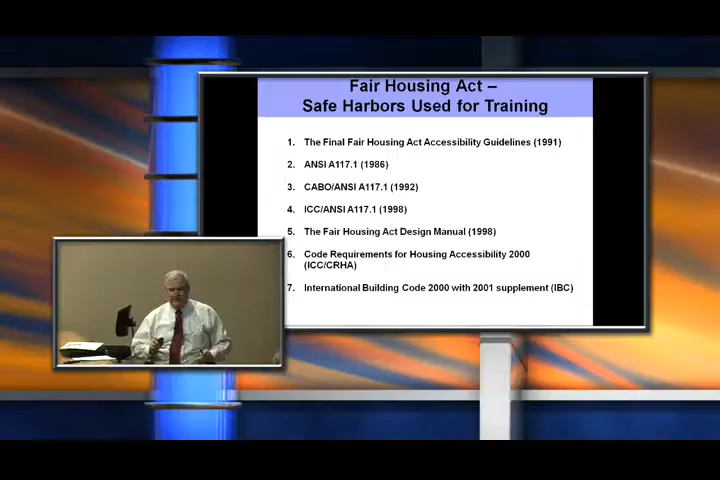 Fair Housing Act –
Safe Harbors Used for Training
1. The Final Fair Housing Act Accessibility Guidelines (1991)
2. ANSI A117.1 (1986)
3. CABO/ANSI A117.1 (1992)
4. ICC/ANSI A117.1 (1998)
5. The Fair Housing Act Design Manual (1998)
6. Code Requirements for Housing Accessibility 2000
(ICC/CRHA)
7. International Building Code 2000 with 2001 supplement (IBC)